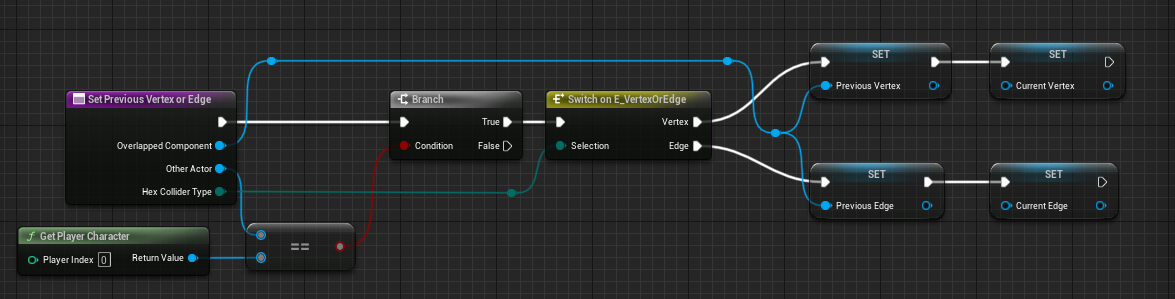 Set Previous Vertex or Edge
Overlapped Component
Other Actor
Hex Collider Type
f Get Player Character
Player Index 0
Return Value
==
Branch
True
Condition
False
Switch on E_VertexOrEdge
Vertex
Selection
Edge
SET
Previous Vertex
SET
Current Vertex
SET
Previous Edge
SET
Current Edge